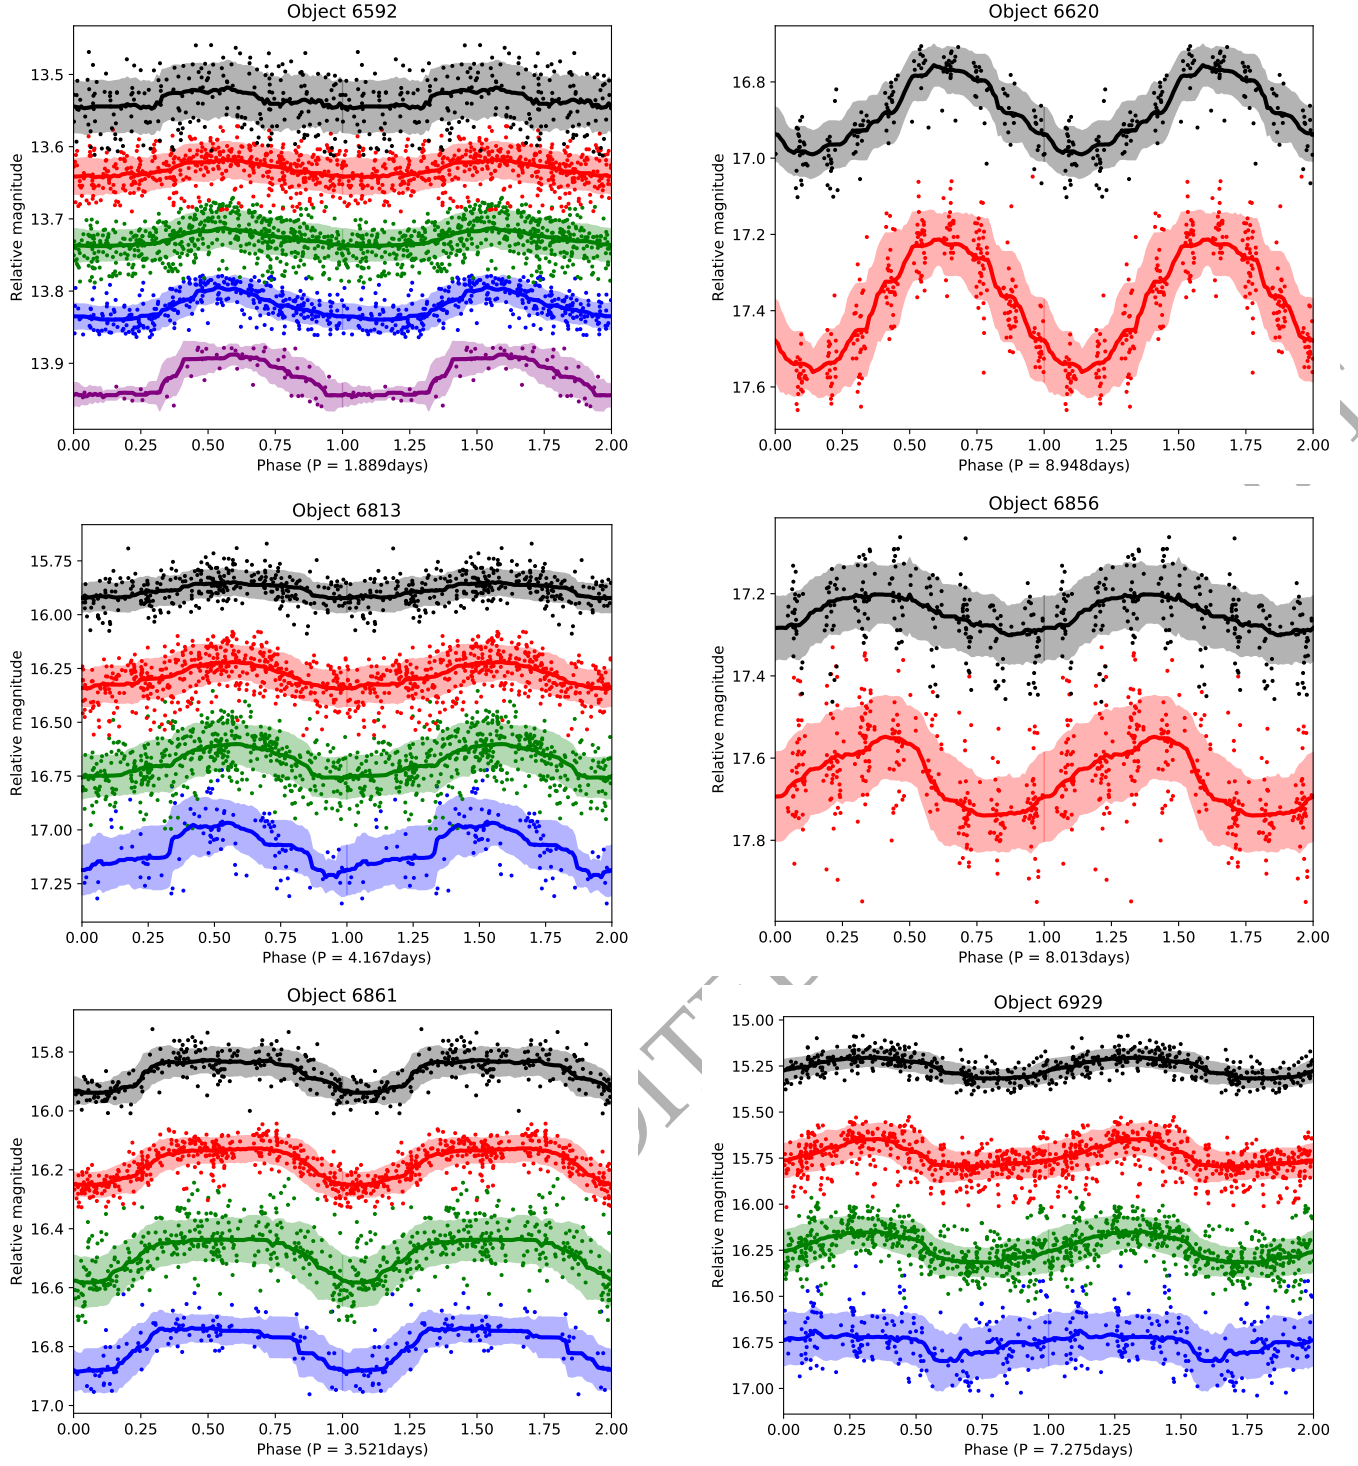 Object 6592
13.5
13.6
13.7
13.8
13.9
Relative magnitude
0.00 0.25 0.50 0.75 1.00 1.25 1.50 1.75 2.00
Phase (P = 1.889days)
Object 6620
16.8
17.0
17.2
17.4
17.6
Relative magnitude
0.00 0.25 0.50 0.75 1.00 1.25 1.50 1.75 2.00
Phase (P = 8.948days)
Object 6813
15.75
16.00
16.25
16.50
16.75
17.00
17.25
Relative magnitude
0.00 0.25 0.50 0.75 1.00 1.25 1.50 1.75 2.00
Phase (P = 4.167days)
Object 6856
17.2
17.4
17.6
17.8
Relative magnitude
0.00 0.25 0.50 0.75 1.00 1.25 1.50 1.75 2.00
Phase (P = 8.013days)
Object 6861
15.8
16.0
16.2
16.4
16.6
16.8
17.0
Relative magnitude
0.00 0.25 0.50 0.75 1.00 1.25 1.50 1.75 2.00
Phase (P = 3.521days)
Object 6929
15.00
15.25
15.50
15.75
16.00
16.25
16.50
16.75
17.00
Relative magnitude
0.00 0.25 0.50 0.75 1.00 1.25 1.50 1.75 2.00
Phase (P = 7.275days)